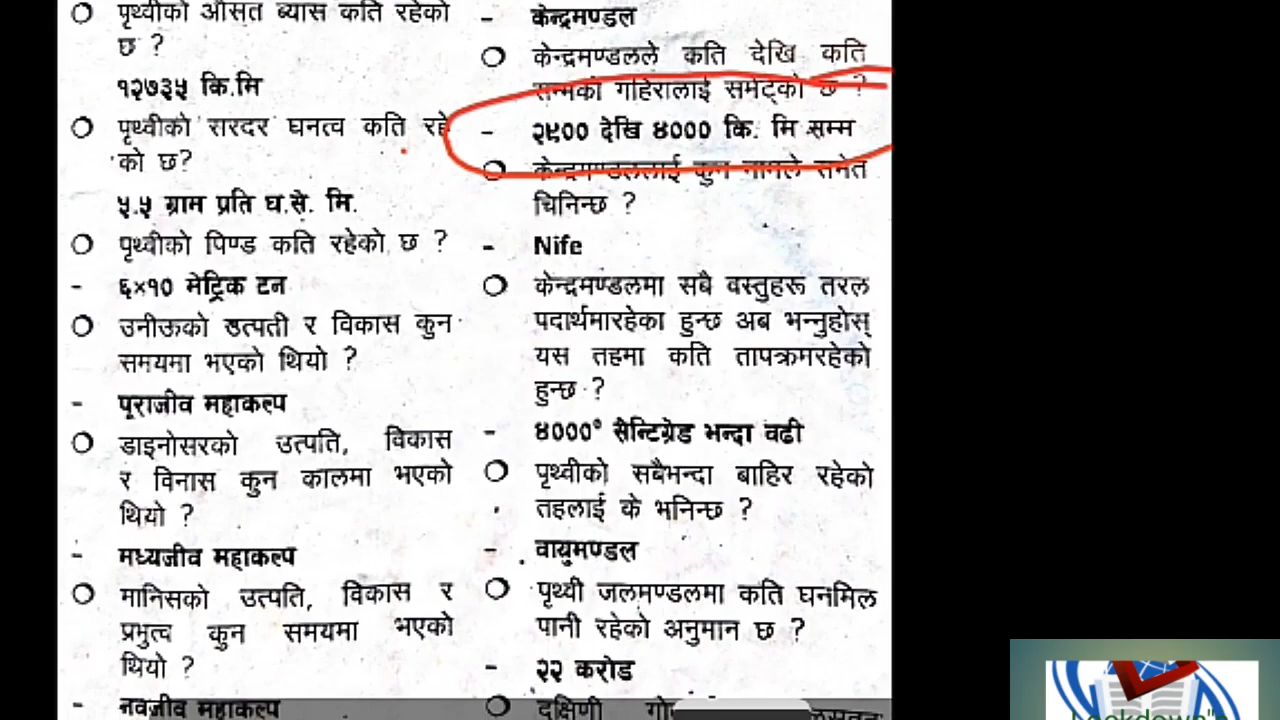 पृथ्वीको औसत ब्यास कति रहेको
छ ?
१२७३५ कि.मि
पृथ्वीको सरदर घनत्व कति रहे
को छ?
५.५ ग्राम प्रति घ.से. मि.
पृथ्वीको पिण्ड कति रहेको छ ?
- ६×१० मेट्रिक टन
उनीऊको उत्पती र विकास कुन
समयमा भएको थियो ?
- पूराजीव महाकल्प
डाइनोसरको उत्पति, विकास
र विनास कुन कालमा भएको
थियो ?
- मध्यजीव महाकल्प
मानिसको उत्पति, विकास र
प्रभुत्व कुन समयमा भएको
थियो ?
- नवजीव महाकल्प
- केन्द्रमण्डल
केन्द्रमण्डलले कति देखि कति
सम्मको गहिरालाई समेट्को छ ?
- २९०० देखि ४००० कि. मि सम्म
केन्द्रमण्डललाई कुन नामले समेत
चिनिन्छ ?
- Nife
केन्द्रमण्डलमा सबै वस्तुहरू तरल
पदार्थमारहेका हुन्छ अब भन्नुहोस्
यस तहमा कति तापक्रमरहेको
हुन्छ ?
- ४०००° सेन्टिग्रेड भन्दा वढी
पृथ्वीको सबैभन्दा बाहिर रहेको
तहलाई के भनिन्छ ?
- वायुमण्डल
पृथ्वी जलमण्डलमा कति घनमिल
पानी रहेको अनुमान छ ?
- २२ करोड
दक्षिणी